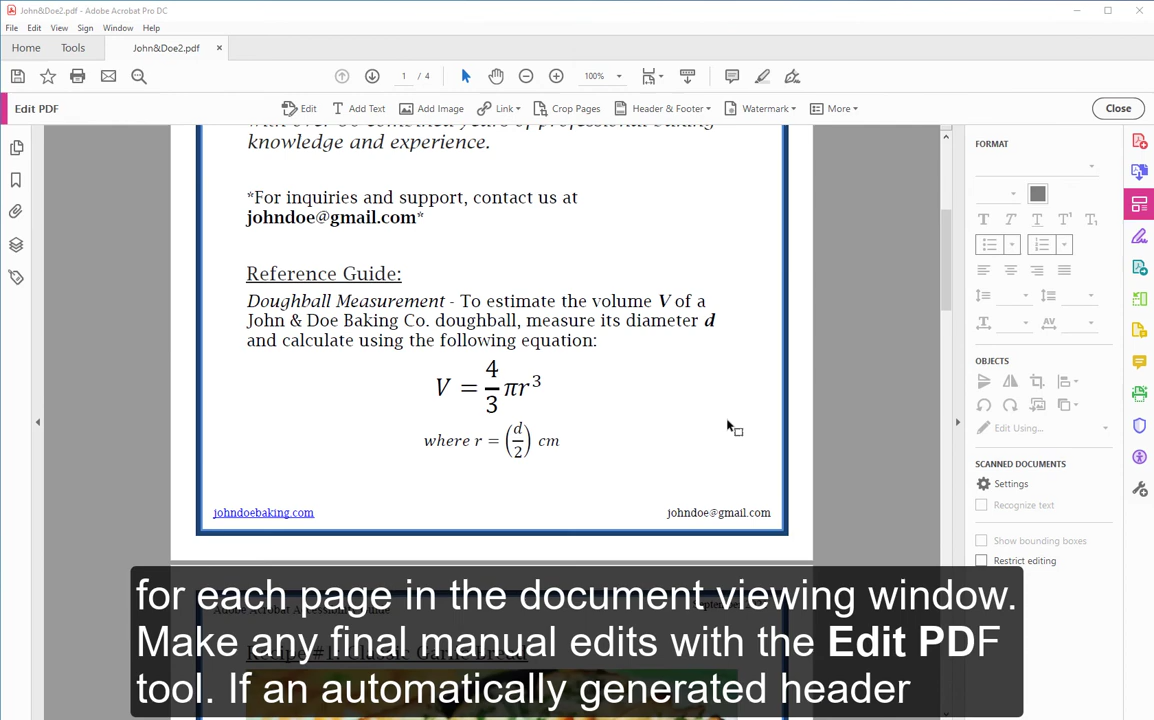 John&Doe2.pdf - Adobe Acrobat Pro DC
File Edit View Sign Window Help
Home Tools John&Doe2.pdf ×
1 / 4 100%
Edit PDF Edit Add Text Add Image Link Crop Pages Header & Footer Watermark More Close
knowledge and experience.
*For inquiries and support, contact us at
johndoe@gmail.com*
Reference Guide:
Doughball Measurement - To estimate the volume V of a
John & Doe Baking Co. doughball, measure its diameter d
and calculate using the following equation:
V = 4/3 πr³
where r = (d/2) cm
johndoebaking.com johndoe@gmail.com
FORMAT
OBJECTS
Edit Using...
SCANNED DOCUMENTS
Settings
Recognize text
Show bounding boxes
Restrict editing
for each page in the document viewing window.
Make any final manual edits with the Edit PDF
tool. If an automatically generated header
Recipe #1: Classic Garlic Bread